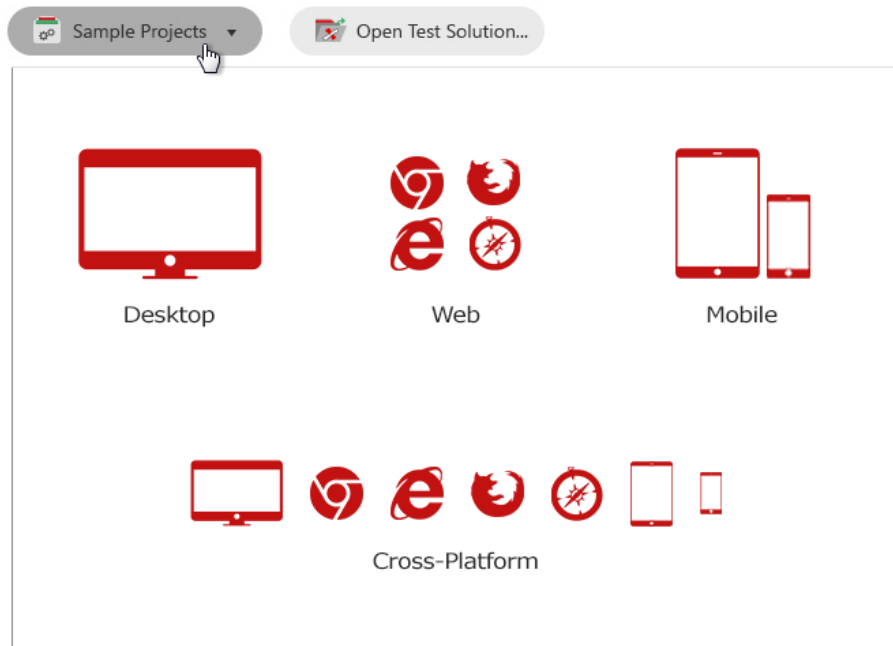 Sample Projects
Open Test Solution...
Desktop
Web
Mobile
Cross-Platform